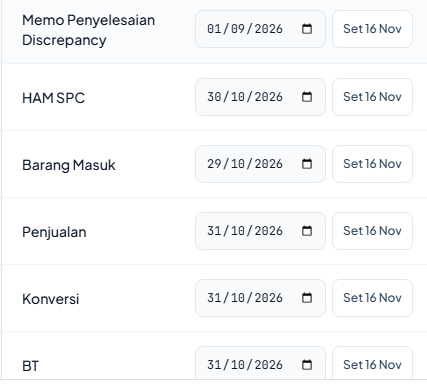 Memo Penyelesaian
Discrepancy
01/09/2026
Set 16 Nov
HAM SPC
30/10/2026
Set 16 Nov
Barang Masuk
29/10/2026
Set 16 Nov
Penjualan
31/10/2026
Set 16 Nov
Konversi
31/10/2026
Set 16 Nov
BT
31/10/2026
Set 16 Nov